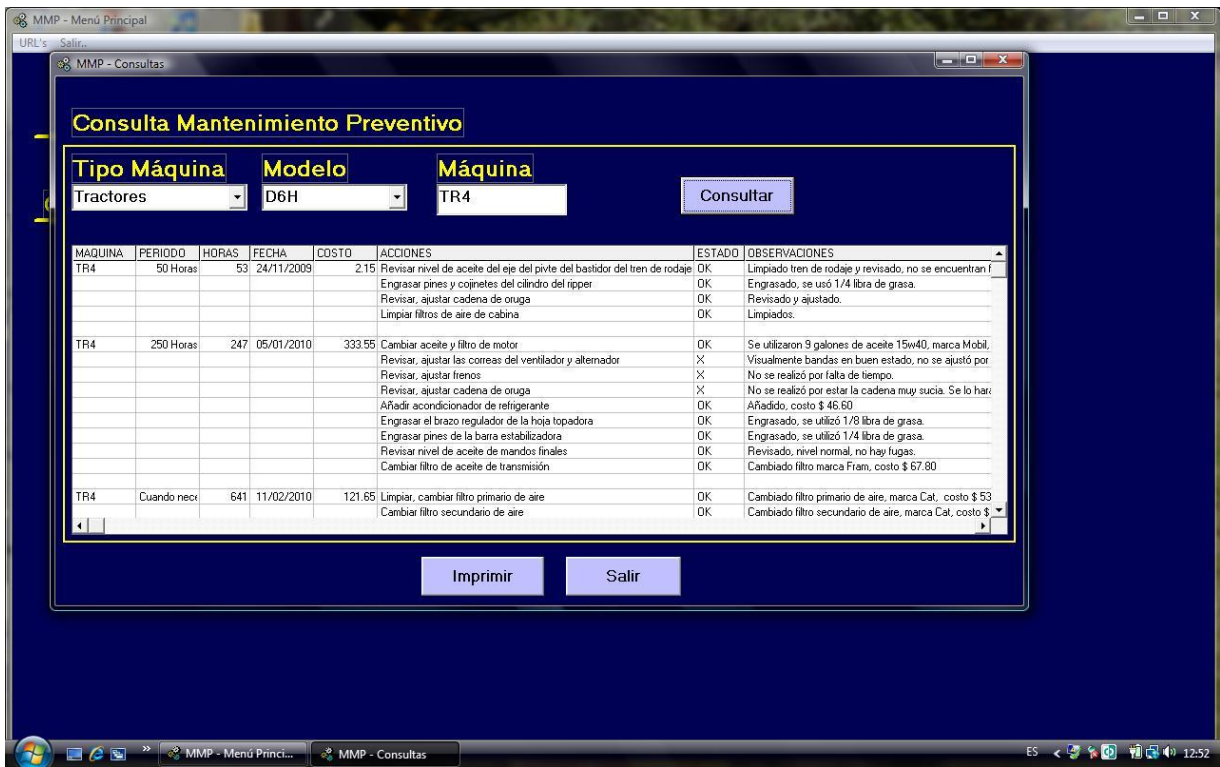 MMP - Menú Principal
URL's Salir..
MMP - Consultas
Consulta Mantenimiento Preventivo
Tipo Máquina Modelo Máquina
Tractores D6H TR4 Consultar
MAQUINA PERIODO HORAS FECHA COSTO ACCIONES ESTADO OBSERVACIONES
TR4 50 Horas 53 24/11/2009 2.15 Revisar nivel de aceite del eje del pivte del bastidor del tren de rodaje OK Limpiado tren de rodaje y revisado, no se encuentran
Engrasar pines y cojinetes del cilindro del ripper OK Engrasado, se usó 1/4 libra de grasa.
Revisar, ajustar cadena de oruga OK Revisado y ajustado.
Limpiar filtros de aire de cabina OK Limpiados.
TR4 250 Horas 247 05/01/2010 333.55 Cambiar aceite y filtro de motor OK Se utilizaron 9 galones de aceite 15w40, marca Mobil,
Revisar, ajustar las correas del ventilador y alternador X Visualmente bandas en buen estado, no se ajustó por
Revisar, ajustar frenos X No se realizó por falta de tiempo.
Revisar, ajustar cadena de oruga X No se realizó por estar la cadena muy sucia. Se lo hará
Añadir acondicionador de refrigerante OK Añadido, costo $ 46.60
Engrasar el brazo regulador de la hoja topadora OK Engrasado, se utilizó 1/8 libra de grasa.
Engrasar pines de la barra estabilizadora OK Engrasado, se utilizó 1/4 libra de grasa.
Revisar nivel de aceite de mandos finales OK Revisado, nivel normal, no hay fugas.
Cambiar filtro de aceite de transmisión OK Cambiado filtro marca Fram, costo $ 67.80
TR4 Cuando nece 641 11/02/2010 121.65 Limpiar, cambiar filtro primario de aire OK Cambiado filtro primario de aire, marca Cat, costo $ 53
Cambiar filtro secundario de aire OK Cambiado filtro secundario de aire, marca Cat, costo $
Imprimir Salir
MMP - Menú Princi... MMP - Consultas ES 12:52